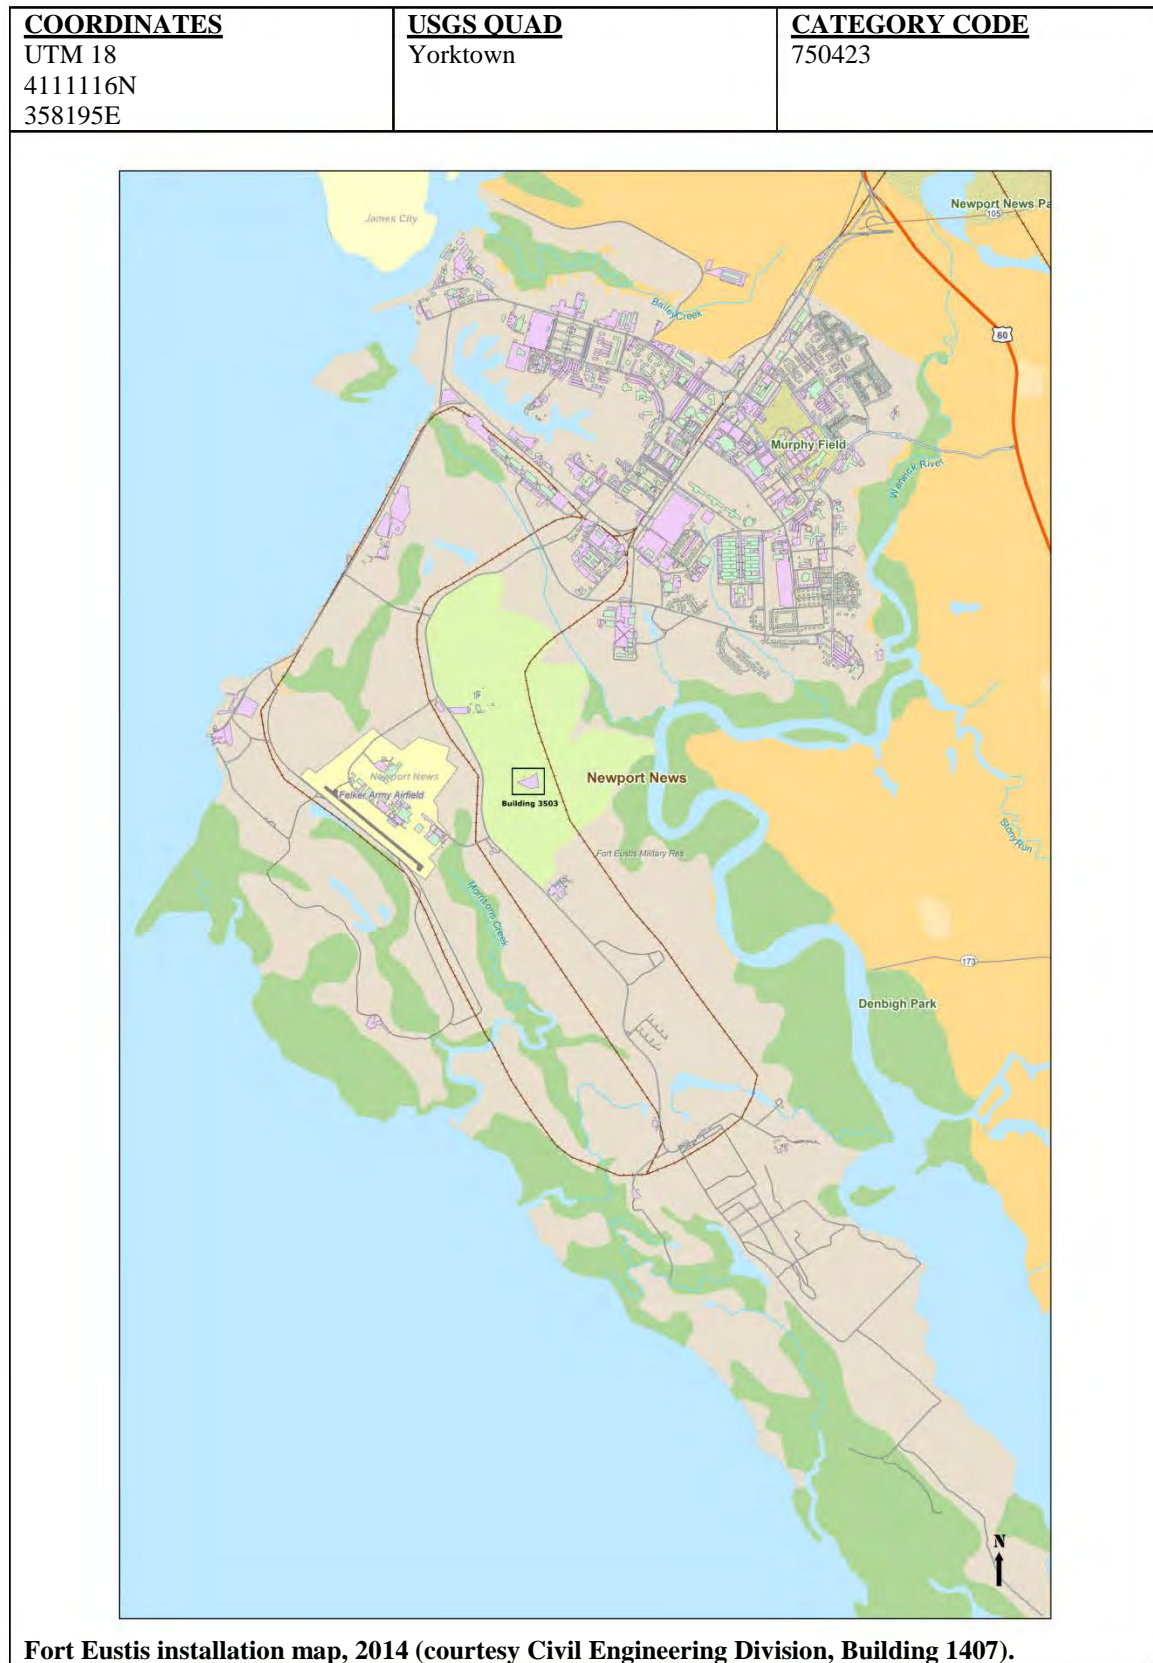 COORDINATES
UTM 18
4111116N
358195E
USGS QUAD
Yorktown
CATEGORY CODE
750423
James City
Newport News Pa
105
Bailey Creek
60
Murphy Field
Warwick River
Newport News
Felker Army Airfield
Newport News
Building 3503
Fort Eustis Military Res
Stony Run
Morrisons Creek
173
Denbigh Park
N
Fort Eustis installation map, 2014 (courtesy Civil Engineering Division, Building 1407).